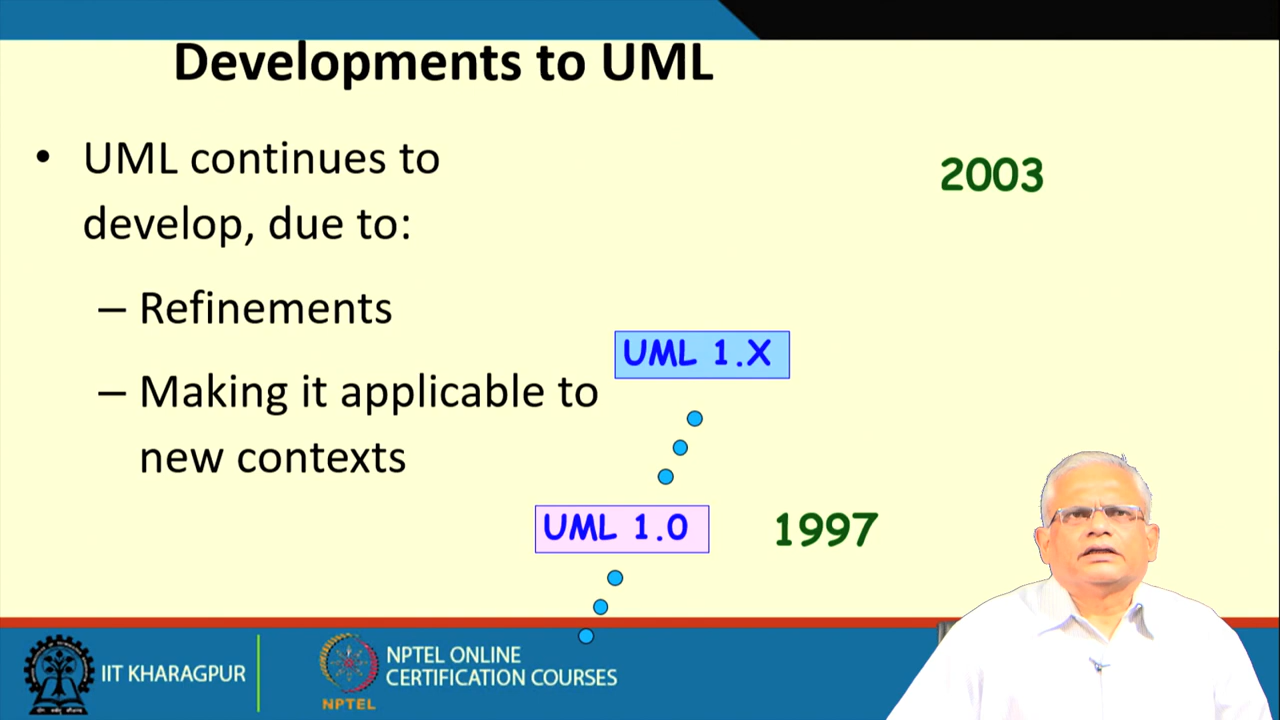 Developments to UML
• UML continues to
develop, due to:
– Refinements
– Making it applicable to
new contexts
2003
UML 1.X
UML 1.0
1997
IIT KHARAGPUR
NPTEL
NPTEL ONLINE
CERTIFICATION COURSES